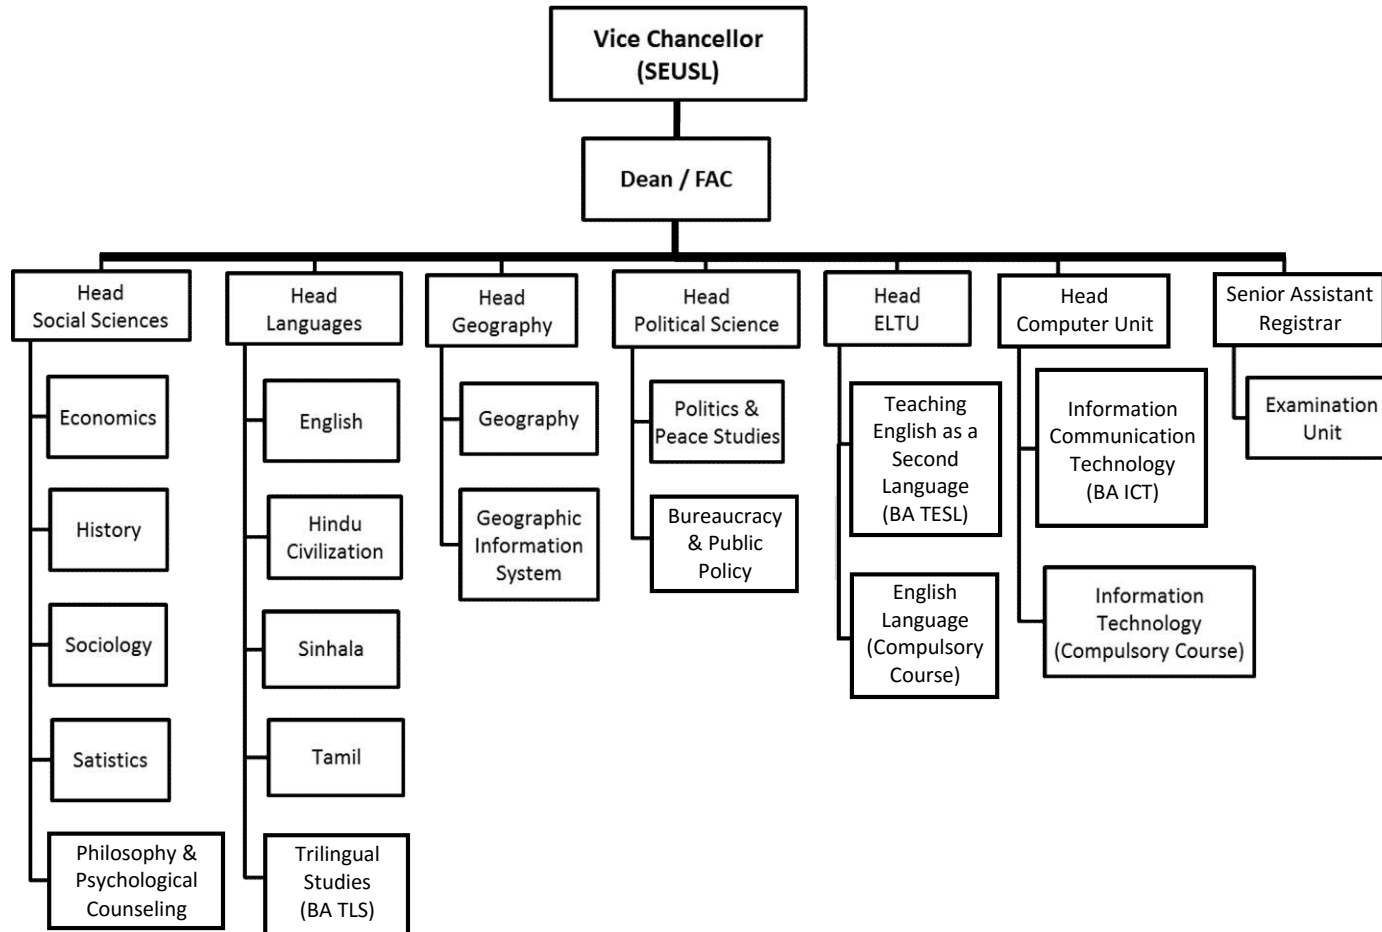 Vice Chancellor
(SEUSL)
Dean / FAC
Head
Social Sciences
Head
Languages
Head
Geography
Head
Political Science
Head
ELTU
Head
Computer Unit
Senior Assistant
Registrar
Economics
History
Sociology
Satistics
Philosophy &
Psychological
Counseling
English
Hindu
Civilization
Sinhala
Tamil
Trilingual
Studies
(BA TLS)
Geography
Geographic
Information
System
Politics &
Peace Studies
Bureaucracy
& Public
Policy
Teaching
English as a
Second
Language
(BA TESL)
English
Language
(Compulsory
Course)
Information
Communication
Technology
(BA ICT)
Information
Technology
(Compulsory Course)
Examination
Unit